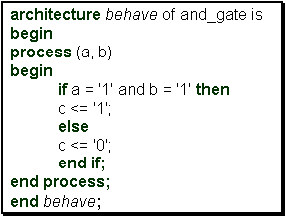 architecture behave of and_gate is
begin
process (a, b)
begin
if a = '1' and b = '1' then
c <= '1';
else
c <= '0';
end if;
end process;
end behave;